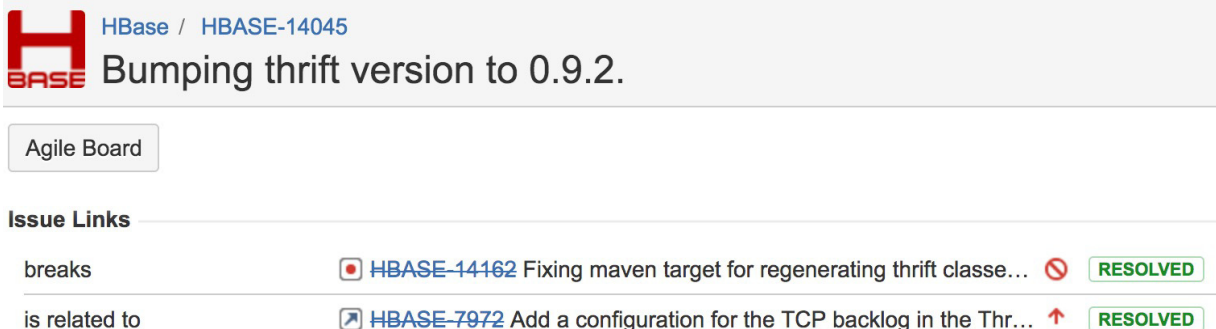 HBase / HBASE-14045
H
BASE
Bumping thrift version to 0.9.2.
Agile Board
Issue Links
breaks HBASE-14162 Fixing maven target for regenerating thrift classe... RESOLVED
is related to HBASE-7972 Add a configuration for the TCP backlog in the Thr... RESOLVED